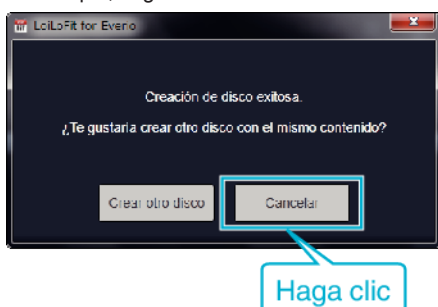 LoiLoFit for Everio
Creación de disco exitosa.
¿Te gustaria crear otro disco con el mismo contenido?
Crear otro disco
Cancelar
Haga clic